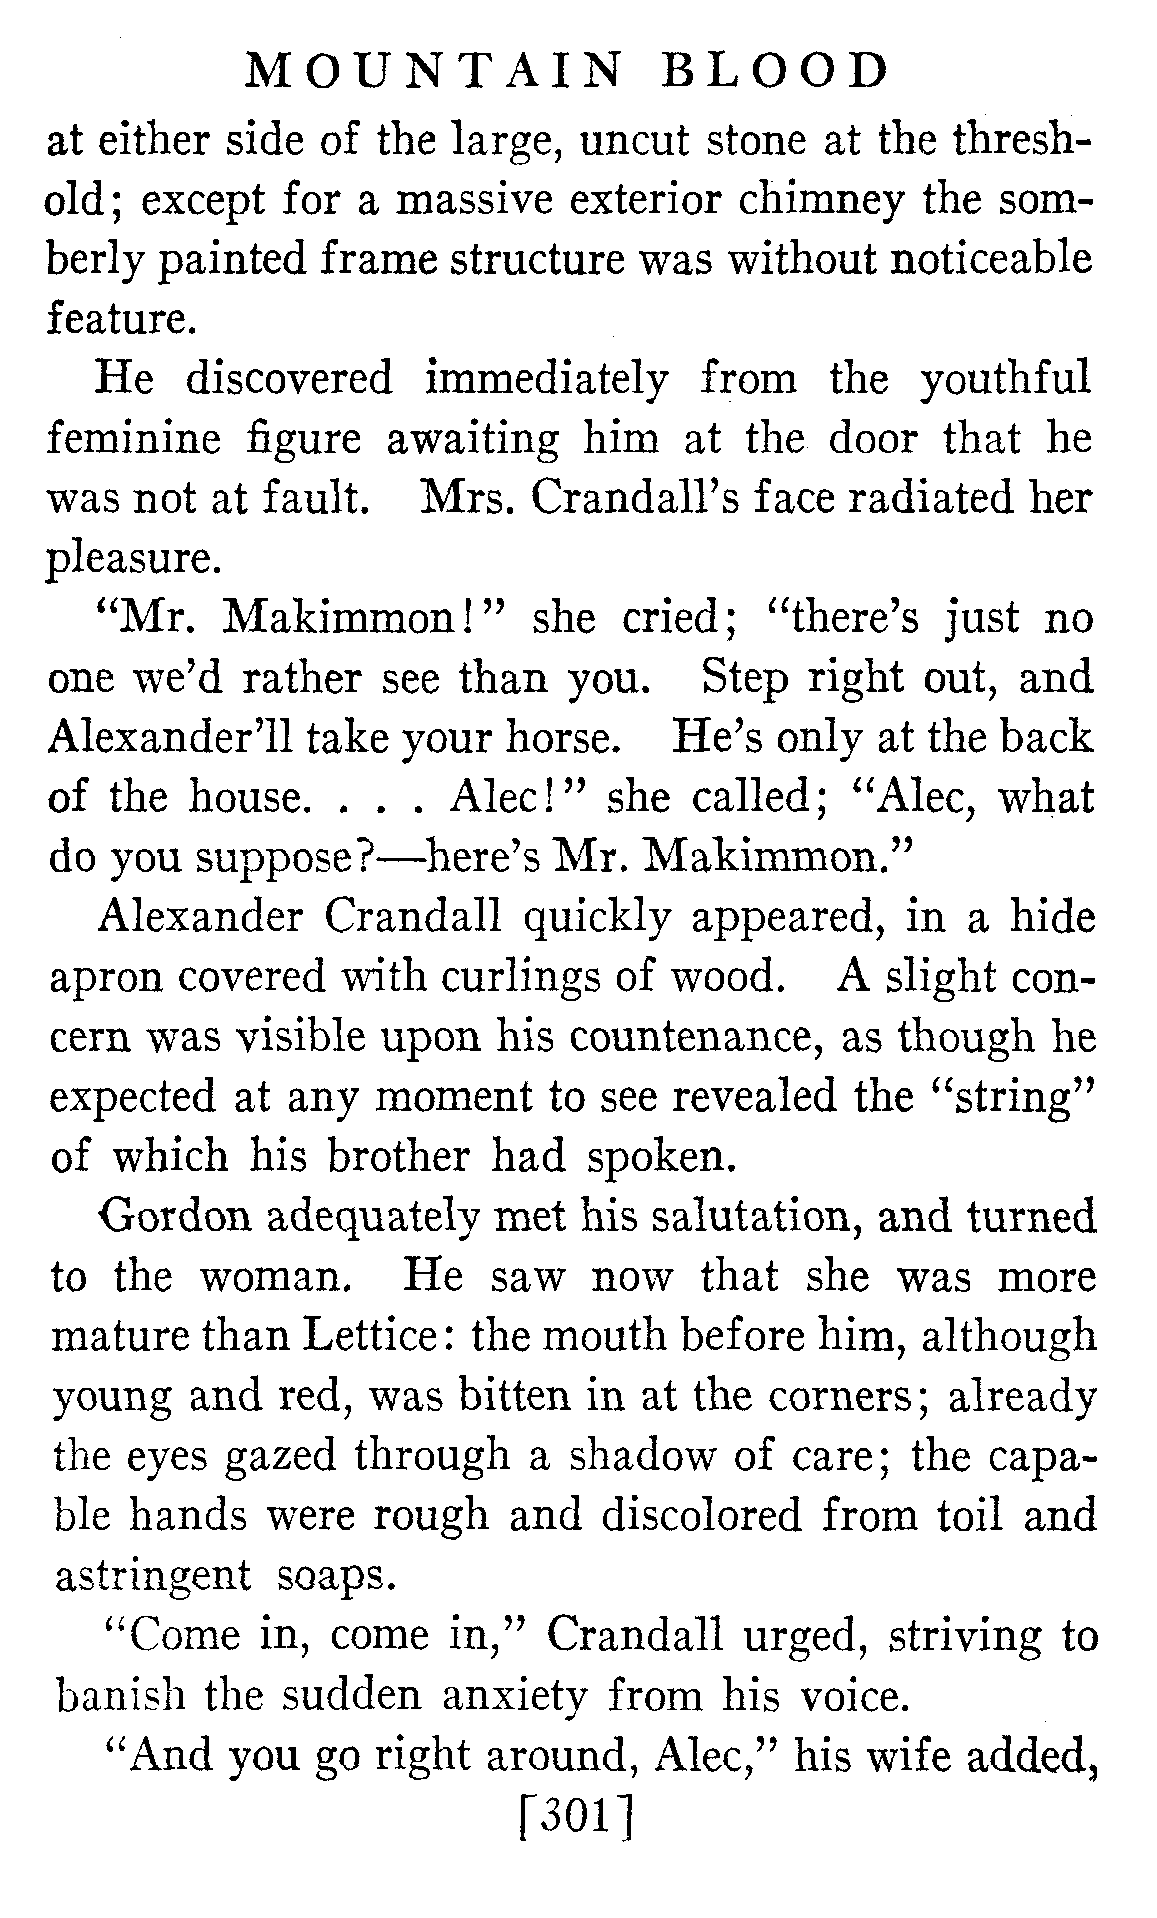 MOUNTAIN BLOOD
at either side of the large, uncut stone at the thresh-
old; except for a massive exterior chimney the som-
berly painted frame structure was without noticeable
feature.
He discovered immediately from the youthful
feminine figure awaiting him at the door that he
was not at fault. Mrs. Crandall's face radiated her
pleasure.
"Mr. Makimmon!" she cried; "there's just no
one we'd rather see than you. Step right out, and
Alexander'll take your horse. He's only at the back
of the house. . . . Alec!" she called; "Alec, what
do you suppose?—here's Mr. Makimmon."
Alexander Crandall quickly appeared, in a hide
apron covered with curlings of wood. A slight con-
cern was visible upon his countenance, as though he
expected at any moment to see revealed the "string"
of which his brother had spoken.
Gordon adequately met his salutation, and turned
to the woman. He saw now that she was more
mature than Lettice: the mouth before him, although
young and red, was bitten in at the corners; already
the eyes gazed through a shadow of care; the capa-
ble hands were rough and discolored from toil and
astringent soaps.
"Come in, come in," Crandall urged, striving to
banish the sudden anxiety from his voice.
"And you go right around, Alec," his wife added,
[301]